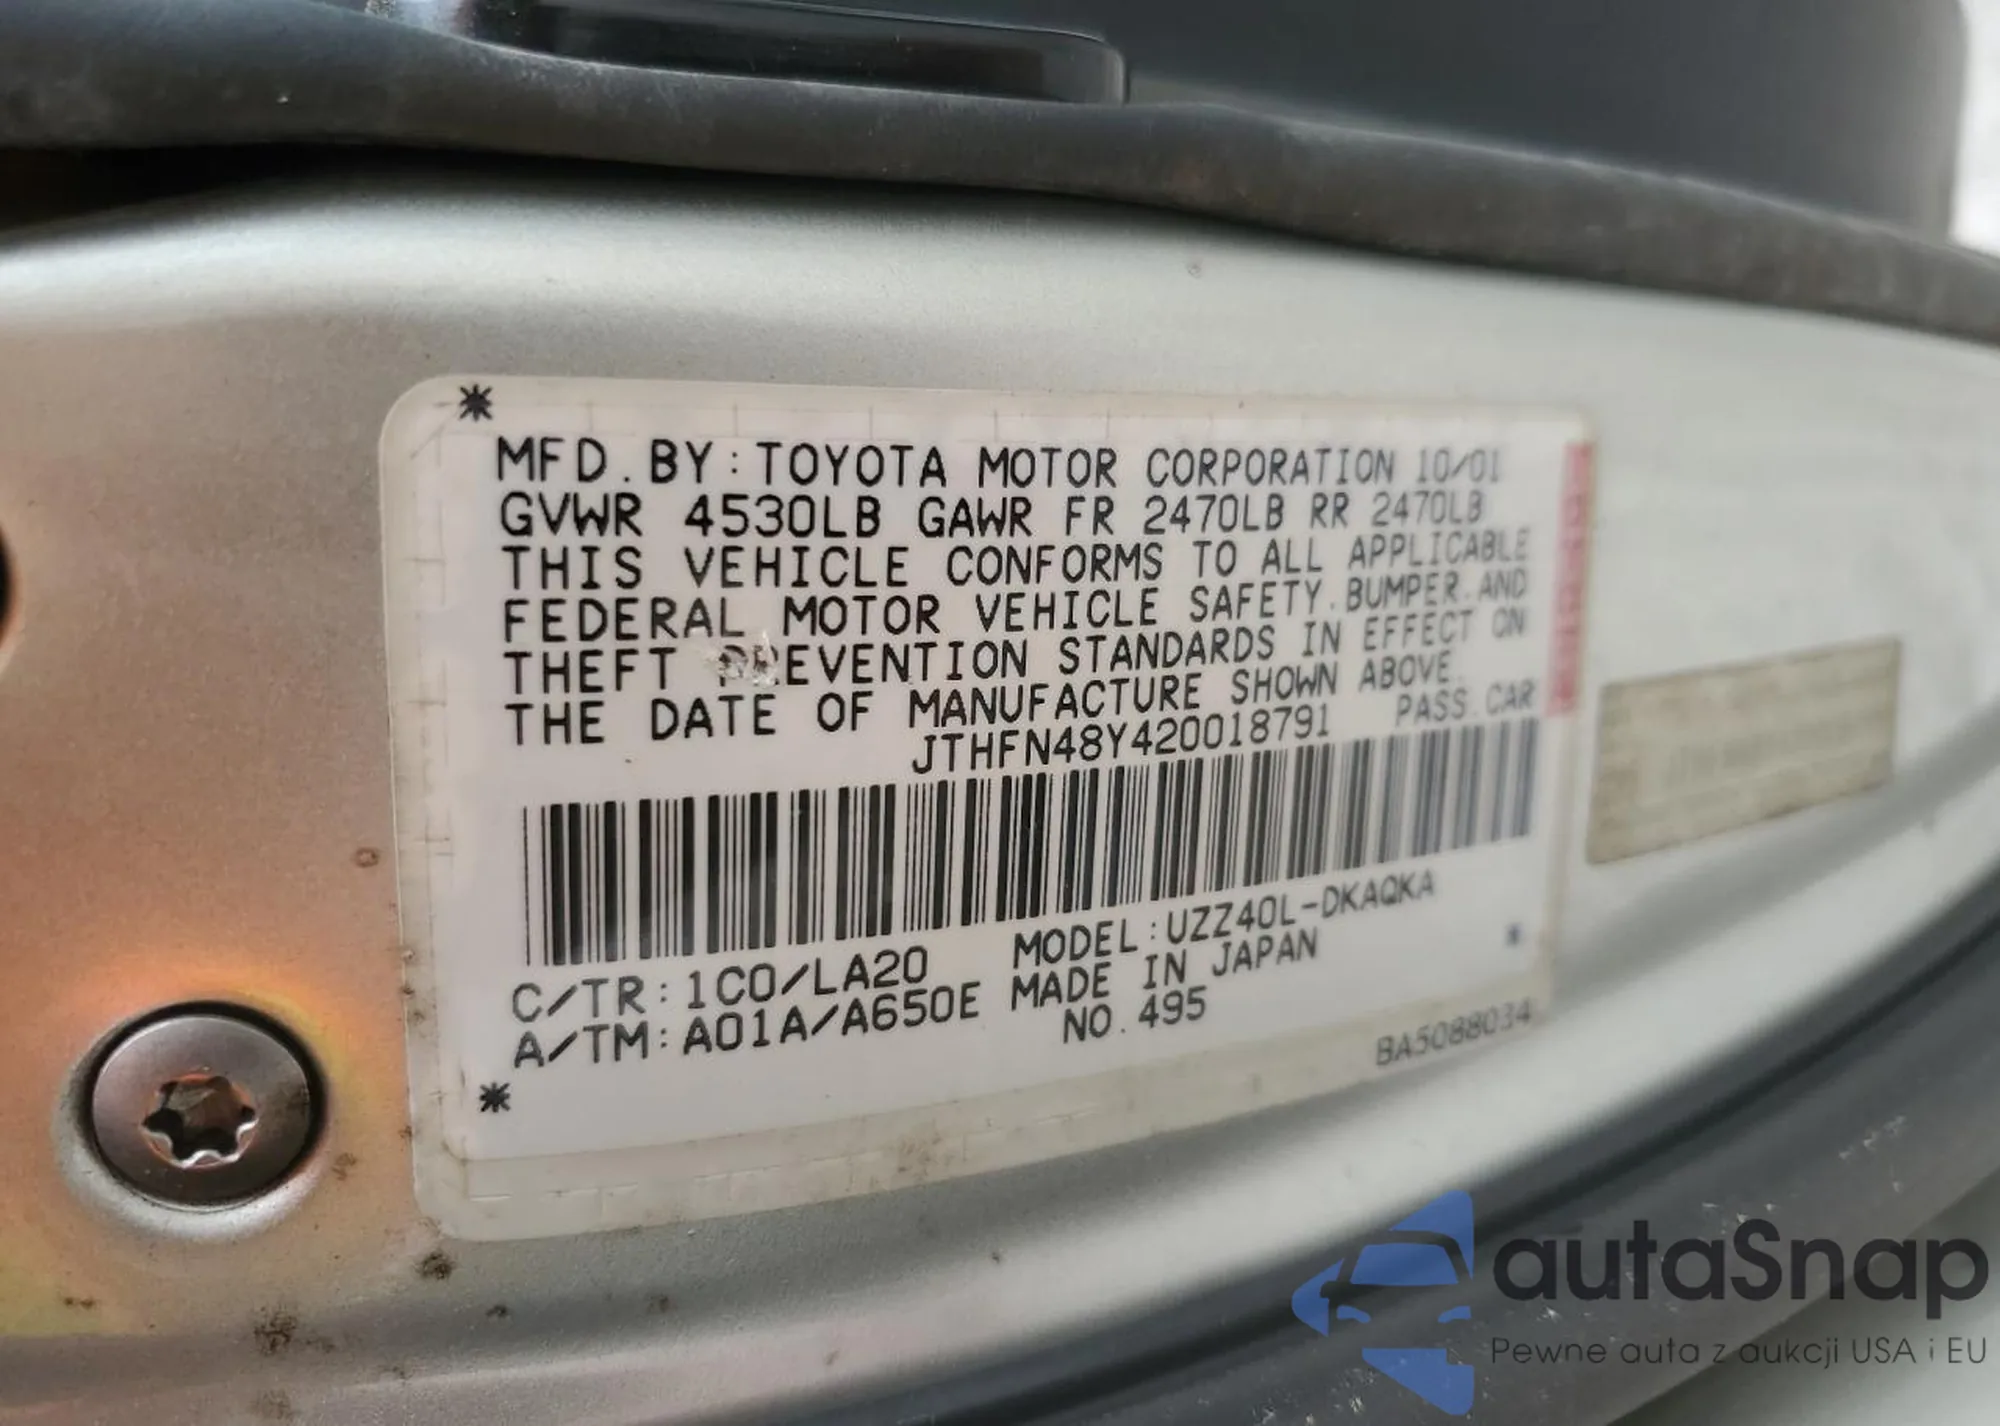 MFD. BY: TOYOTA MOTOR CORPORATION 10/01
GVWR 4530LB GAWR FR 2470LB RR 2470LB
THIS VEHICLE CONFORMS TO ALL APPLICABLE
FEDERAL MOTOR VEHICLE SAFETY. BUMPER. AND
THEFT PREVENTION STANDARDS IN EFFECT ON
THE DATE OF MANUFACTURE SHOWN ABOVE.
JTHFN48Y420018791 PASS. CAR
C/TR: 1C0/LA20 MODEL: UZZ40L-DKAQKA
A/TM: A01A/A650E MADE IN JAPAN
NO. 495
BA5088034
autaSnap
Pewne auta z aukcji USA i EU